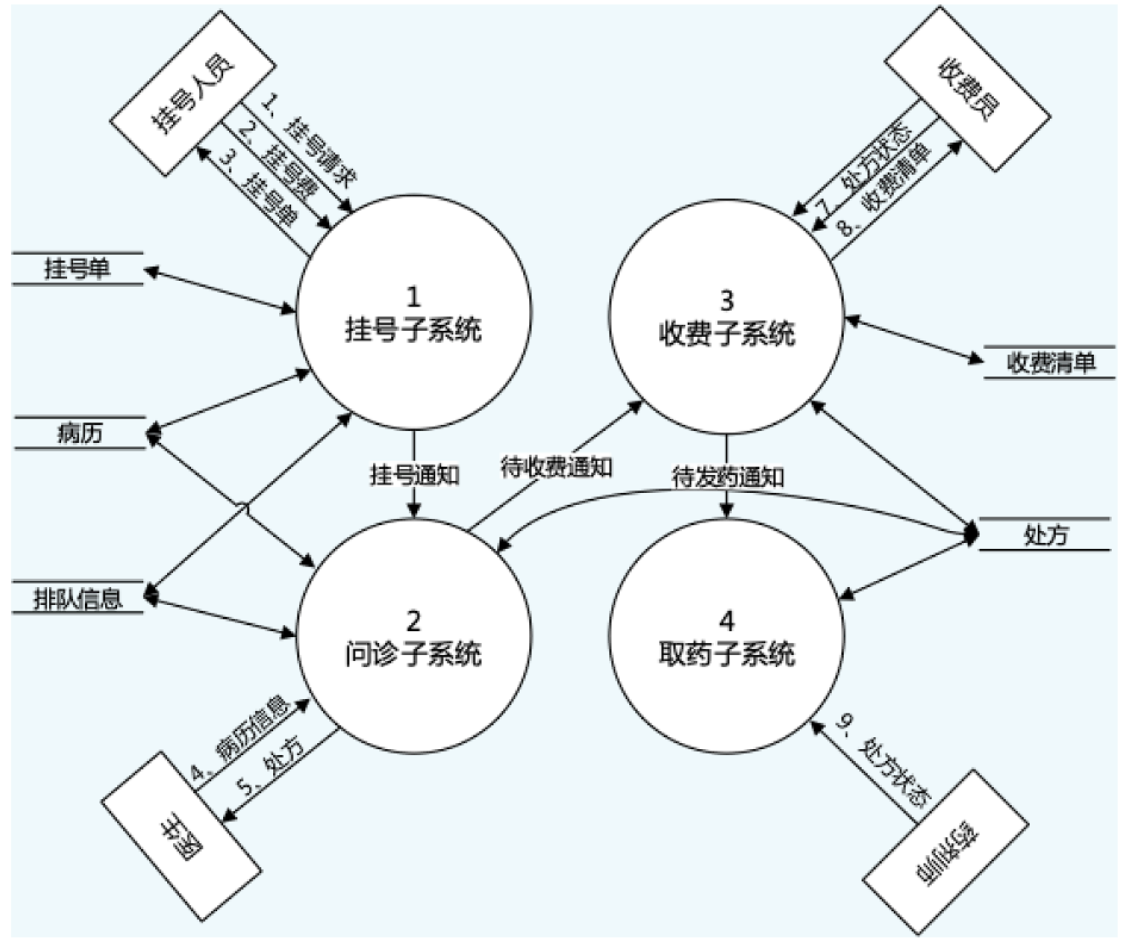 挂号人员
1、挂号请求
2、挂号费
3、挂号单
收费员
7、处方状态
8、收费清单
挂号单
1
挂号子系统
3
收费子系统
收费清单
病历
挂号通知
待收费通知
待发药通知
处方
排队信息
2
问诊子系统
4
取药子系统
4、病历信息
5、处方
医生
9、处方状态
药剂师